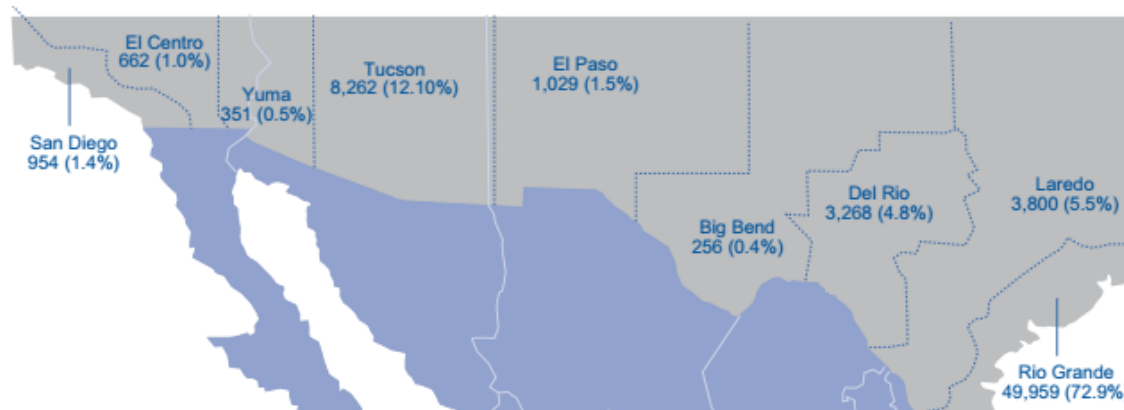 El Centro
662 (1.0%)
Yuma
351 (0.5%)
Tucson
8,262 (12.10%)
El Paso
1,029 (1.5%)
San Diego
954 (1.4%)
Big Bend
256 (0.4%)
Del Rio
3,268 (4.8%)
Laredo
3,800 (5.5%)
Rio Grande
49,959 (72.9%